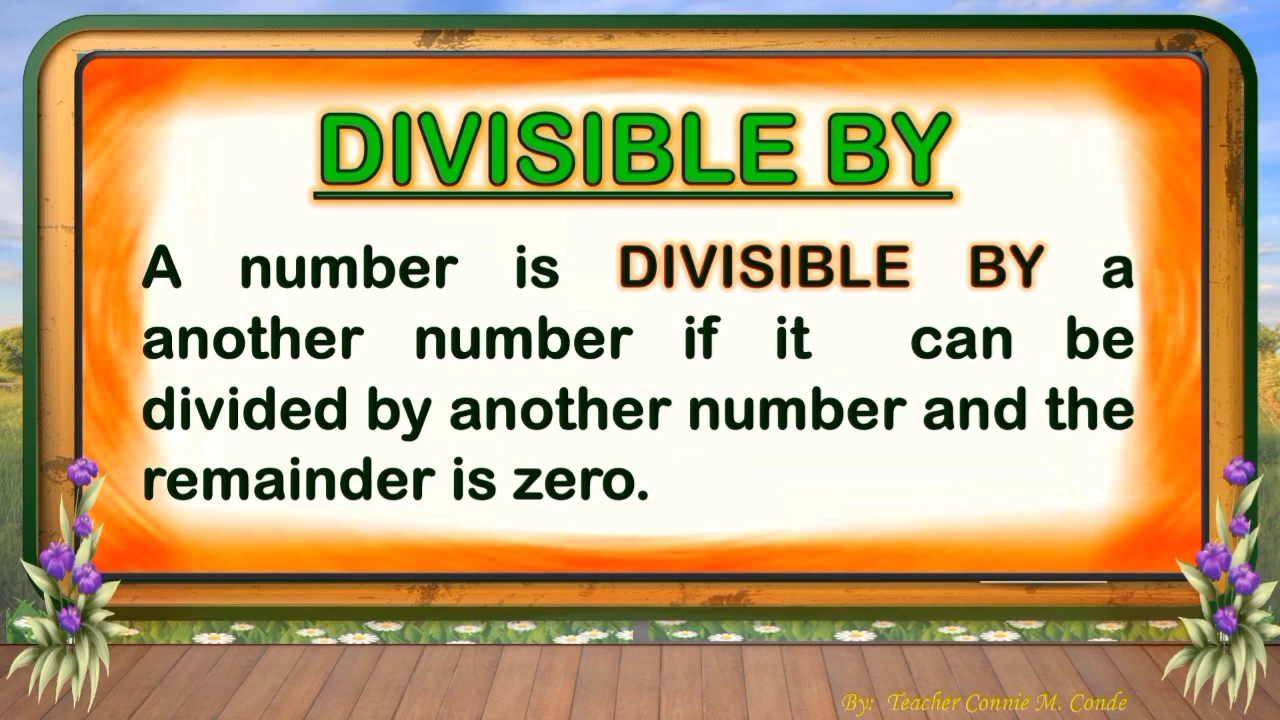 DIVISIBLE BY
A number is DIVISIBLE BY a
another number if it can be
divided by another number and the
remainder is zero.
By: Teacher Connie M. Conde